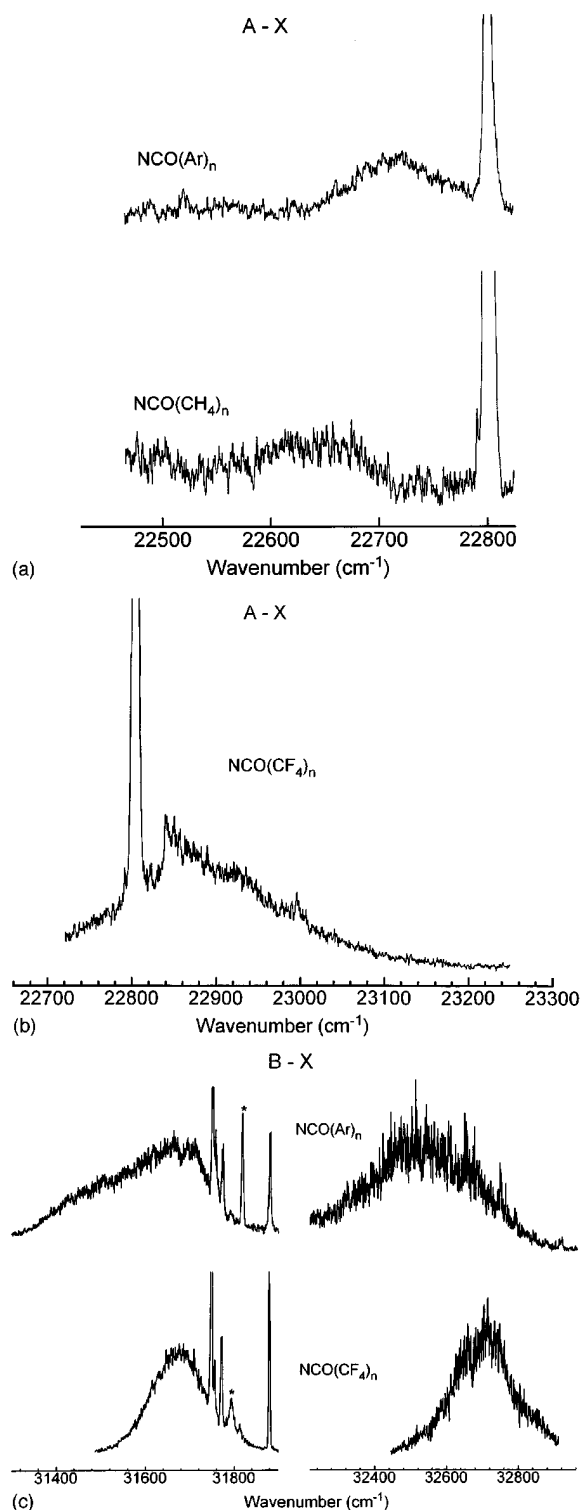 A - X
NCO(Ar)n
NCO(CH4)n
22500 22600 22700 22800
(a) Wavenumber (cm-1)
A - X
NCO(CF4)n
22700 22800 22900 23000 23100 23200 23300
(b) Wavenumber (cm-1)
B - X
* NCO(Ar)n
* NCO(CF4)n
31400 31600 31800 32400 32600 32800
(c) Wavenumber (cm-1)